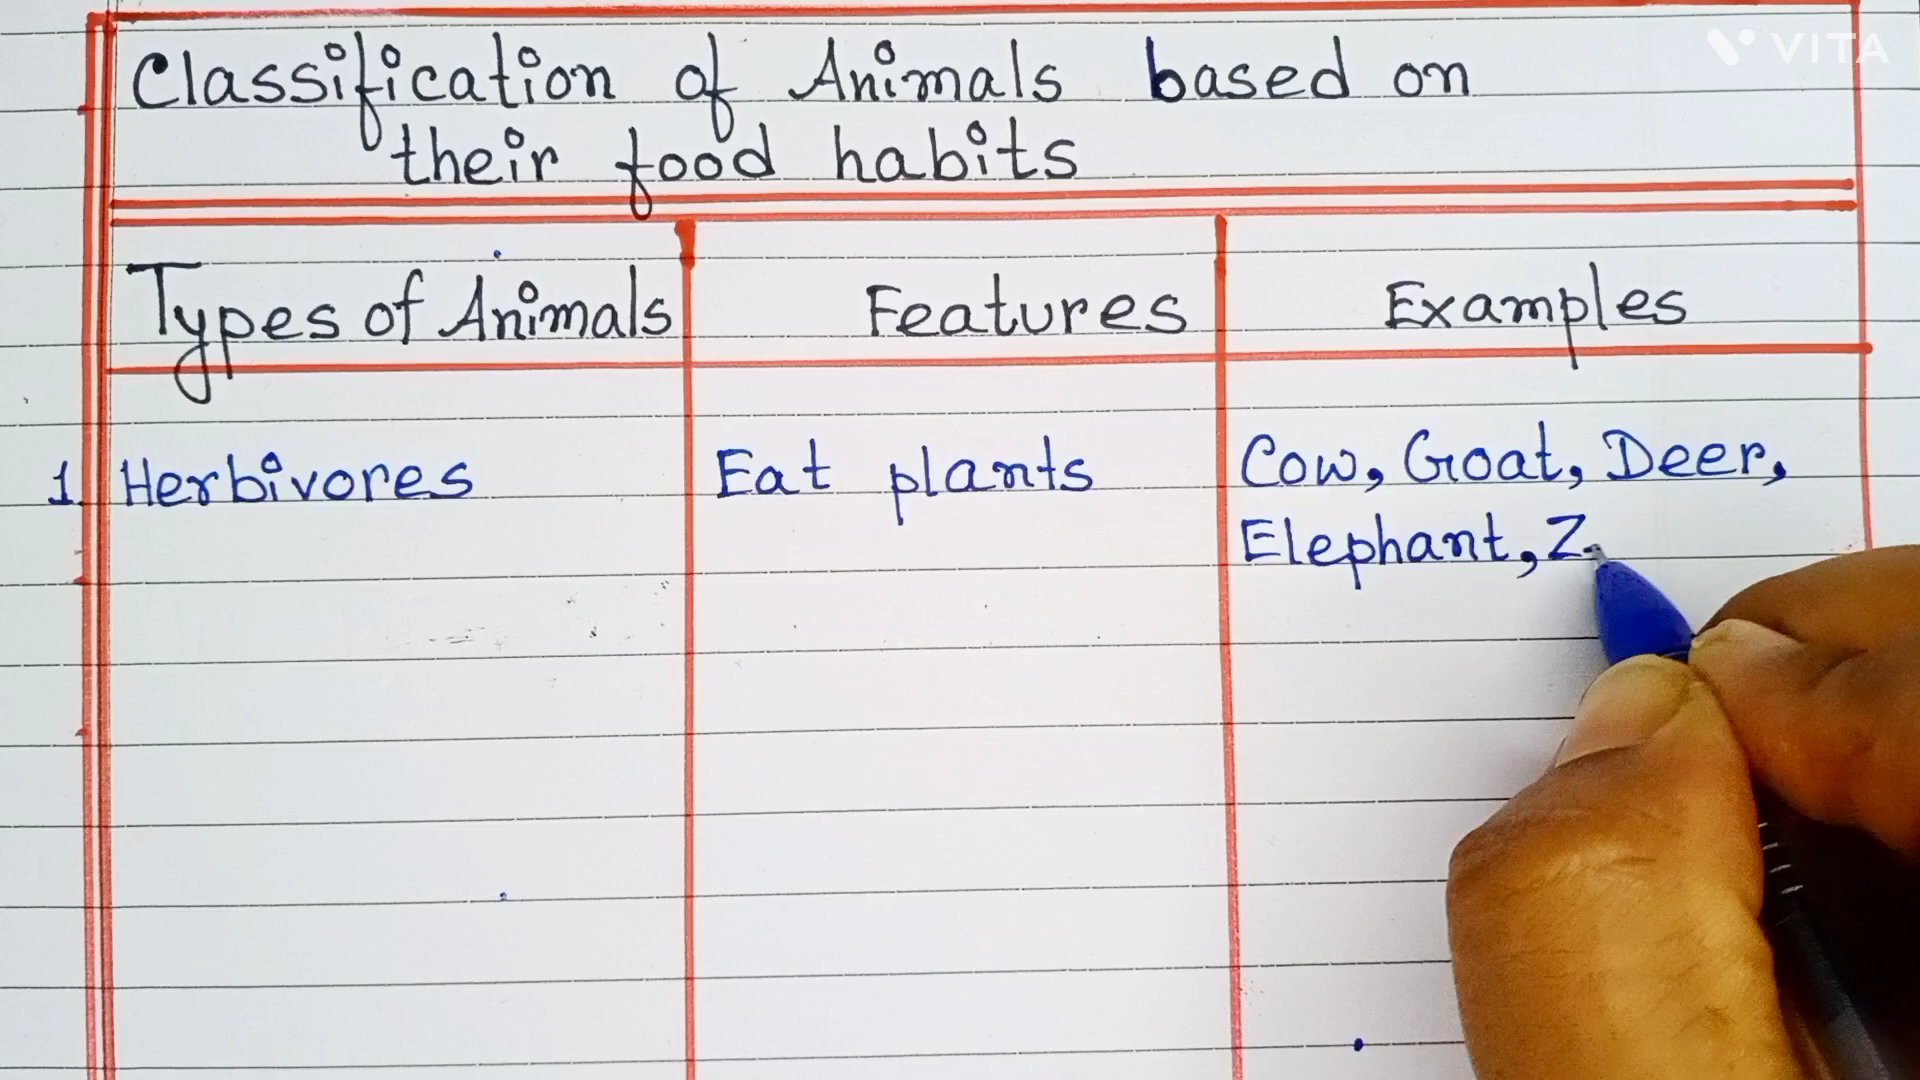 VITA
Classification of Animals based on
their food habits
Types of Animals Features Examples
1. Herbivores Eat plants Cow, Goat, Deer,
Elephant, Z